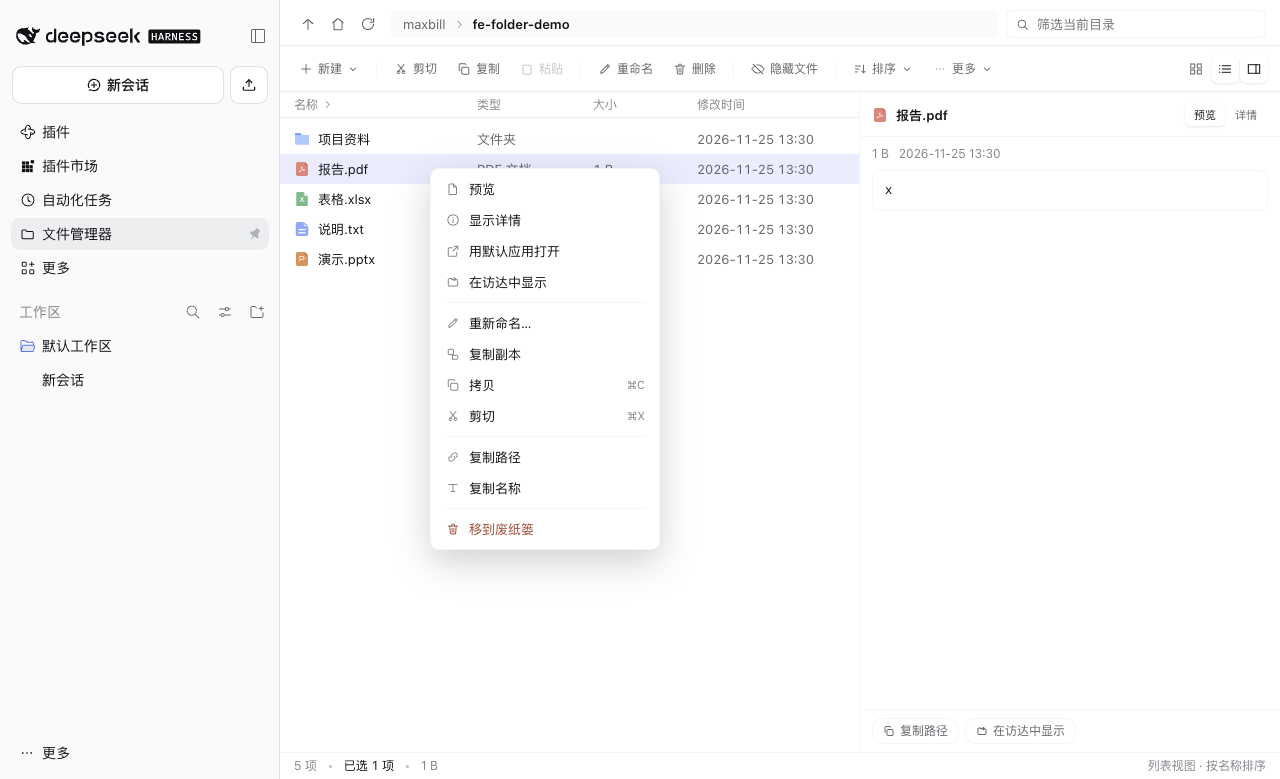 deepseek HARNESS
新会话
插件
插件市场
自动化任务
文件管理器
更多
工作区
默认工作区
新会话
更多
maxbill > fe-folder-demo
筛选当前目录
新建 剪切 复制 粘贴 重命名 删除 隐藏文件 排序 更多
名称 类型 大小 修改时间
项目资料 文件夹 2026-11-25 13:30
报告.pdf PDF 文档 1 B 2026-11-25 13:30
表格.xlsx 2026-11-25 13:30
说明.txt 2026-11-25 13:30
演示.pptx 2026-11-25 13:30
预览
显示详情
用默认应用打开
在访达中显示
重新命名...
复制副本
拷贝 ⌘C
剪切 ⌘X
复制路径
复制名称
移到废纸篓
报告.pdf 预览 详情
1 B 2026-11-25 13:30
x
复制路径 在访达中显示
5 项 • 已选 1 项 • 1 B
列表视图 · 按名称排序